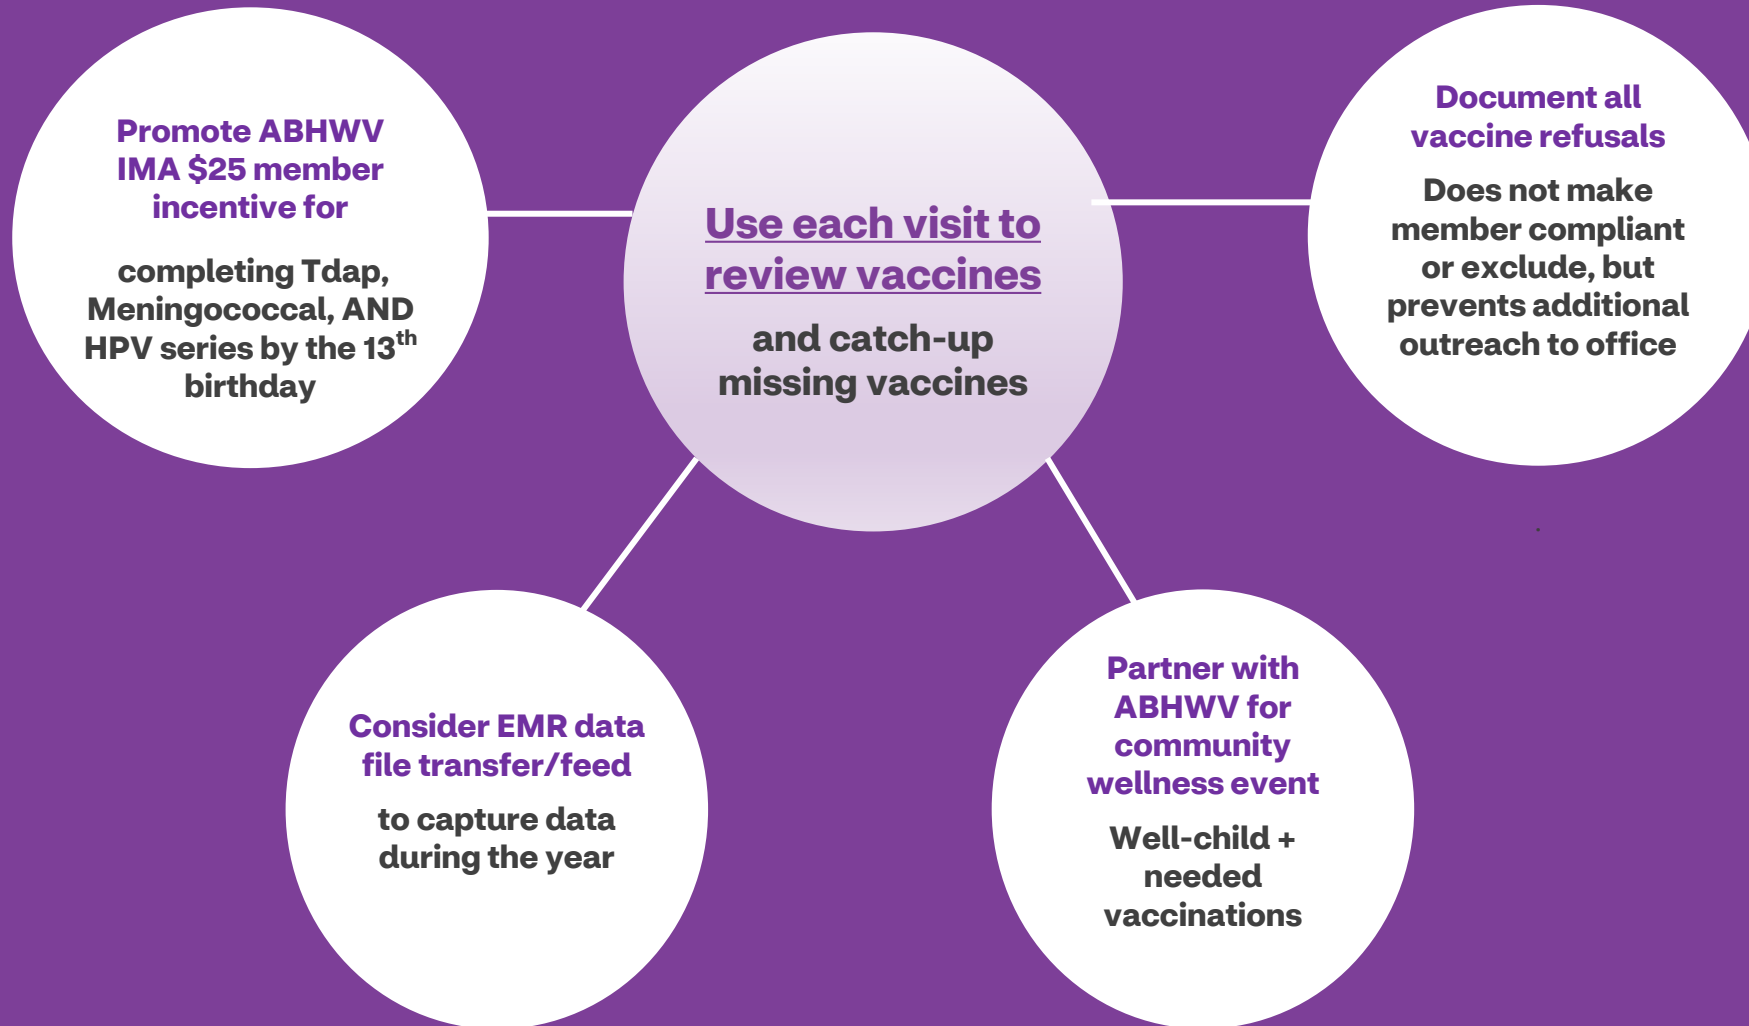 Promote ABHWV
IMA $25 member
incentive for
completing Tdap,
Meningococcal, AND
HPV series by the 13th
birthday
Use each visit to
review vaccines
and catch-up
missing vaccines
Document all
vaccine refusals
Does not make
member compliant
or exclude, but
prevents additional
outreach to office
.
Consider EMR data
file transfer/feed
to capture data
during the year
Partner with
ABHWV for
community
wellness event
Well-child +
needed
vaccinations